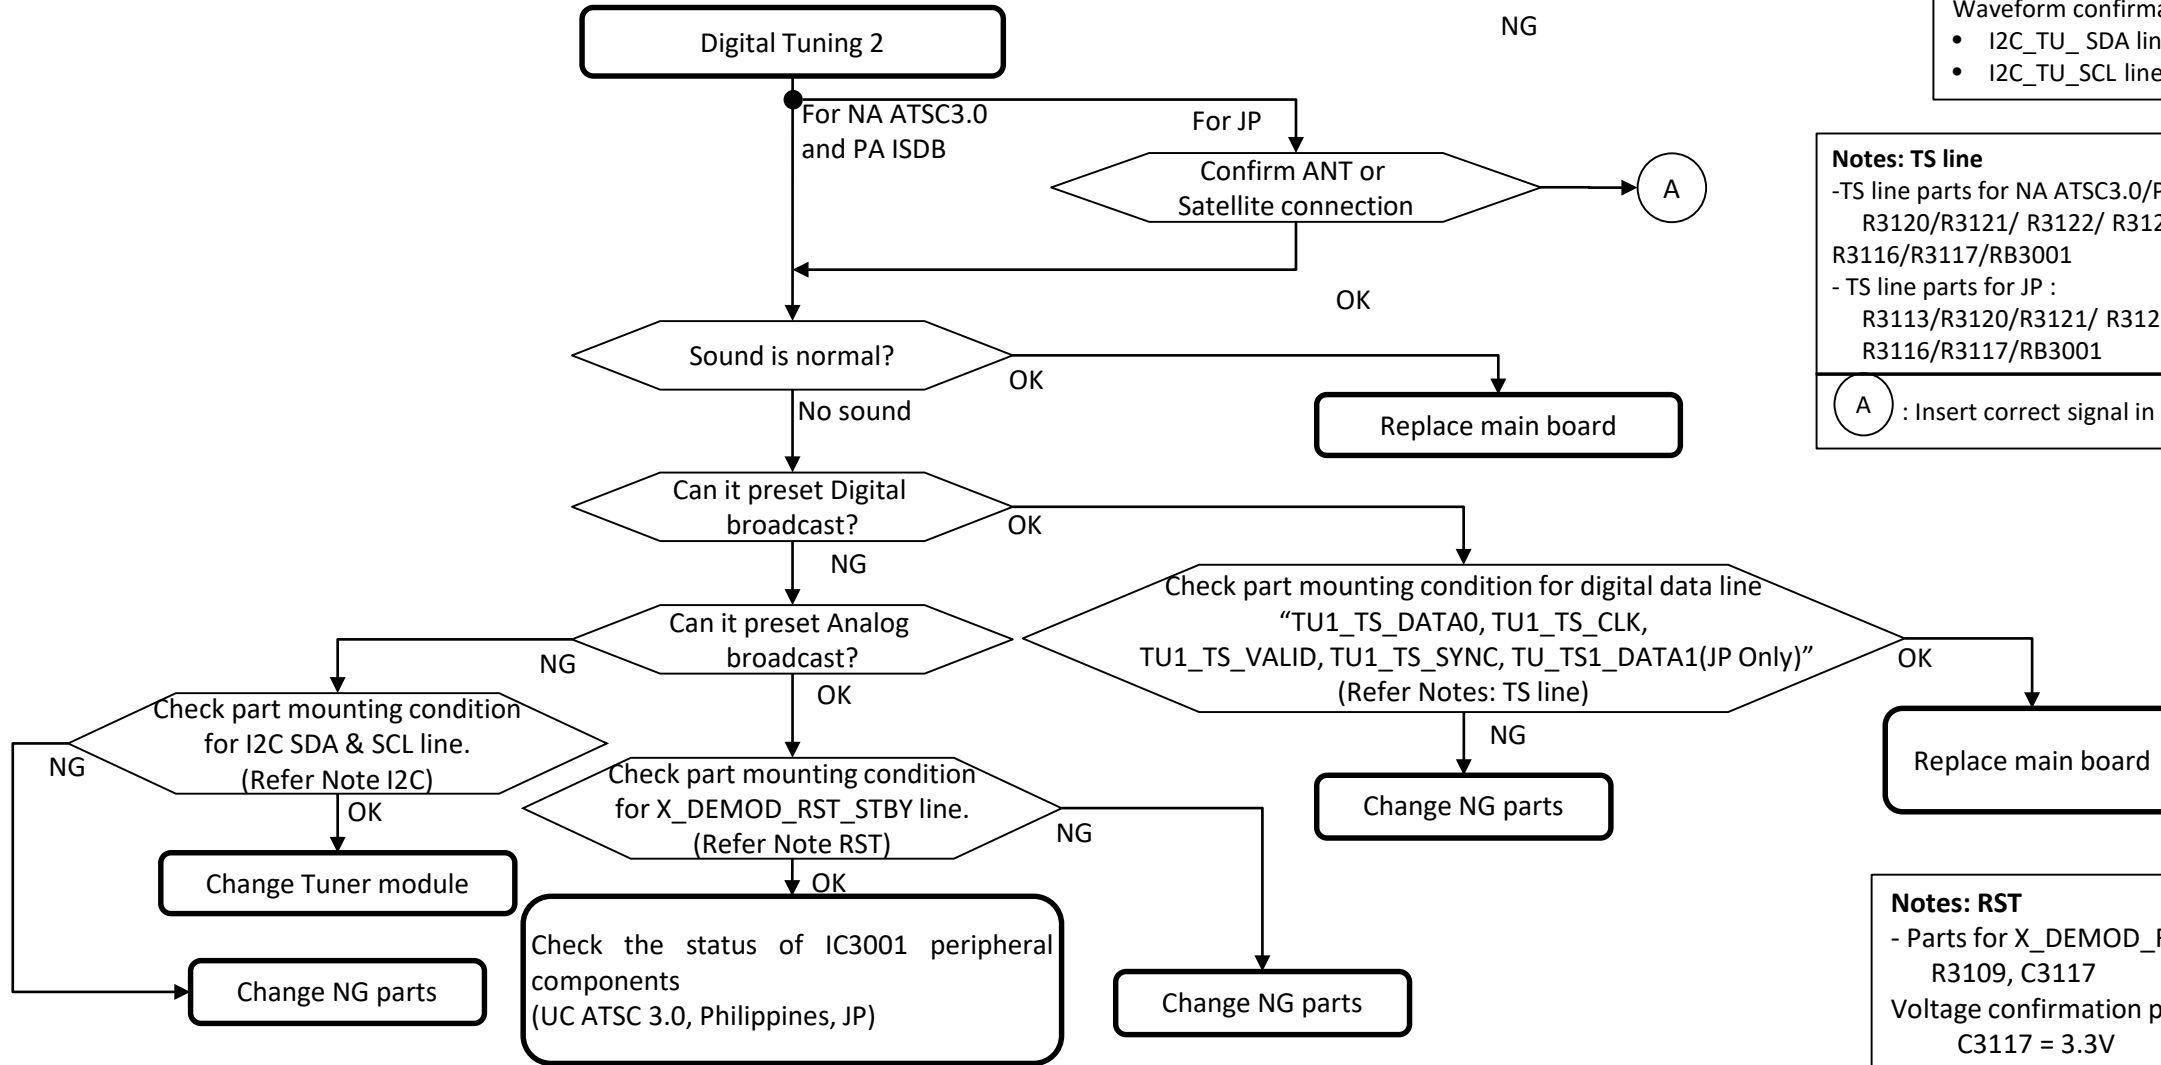 Digital Tuning 2
NG
Waveform confirma
• I2C_TU_ SDA lin
• I2C_TU_SCL line
For NA ATSC3.0
and PA ISDB
For JP
Confirm ANT or
Satellite connection
A
Notes: TS line
-TS line parts for NA ATSC3.0/P
R3120/R3121/ R3122/ R312
R3116/R3117/RB3001
- TS line parts for JP :
R3113/R3120/R3121/ R312
R3116/R3117/RB3001
A : Insert correct signal in
OK
Sound is normal?
OK
No sound
Replace main board
Can it preset Digital
broadcast?
OK
NG
Check part mounting condition for digital data line
“TU1_TS_DATA0, TU1_TS_CLK,
TU1_TS_VALID, TU1_TS_SYNC, TU_TS1_DATA1(JP Only)”
(Refer Notes: TS line)
OK
NG
Replace main board
Change NG parts
Can it preset Analog
broadcast?
NG
OK
Check part mounting condition
for I2C SDA & SCL line.
(Refer Note I2C)
NG
OK
Change Tuner module
Change NG parts
Check part mounting condition
for X_DEMOD_RST_STBY line.
(Refer Note RST)
NG
OK
Check the status of IC3001 peripheral
components
(UC ATSC 3.0, Philippines, JP)
Change NG parts
Notes: RST
- Parts for X_DEMOD_R
R3109, C3117
Voltage confirmation p
C3117 = 3.3V